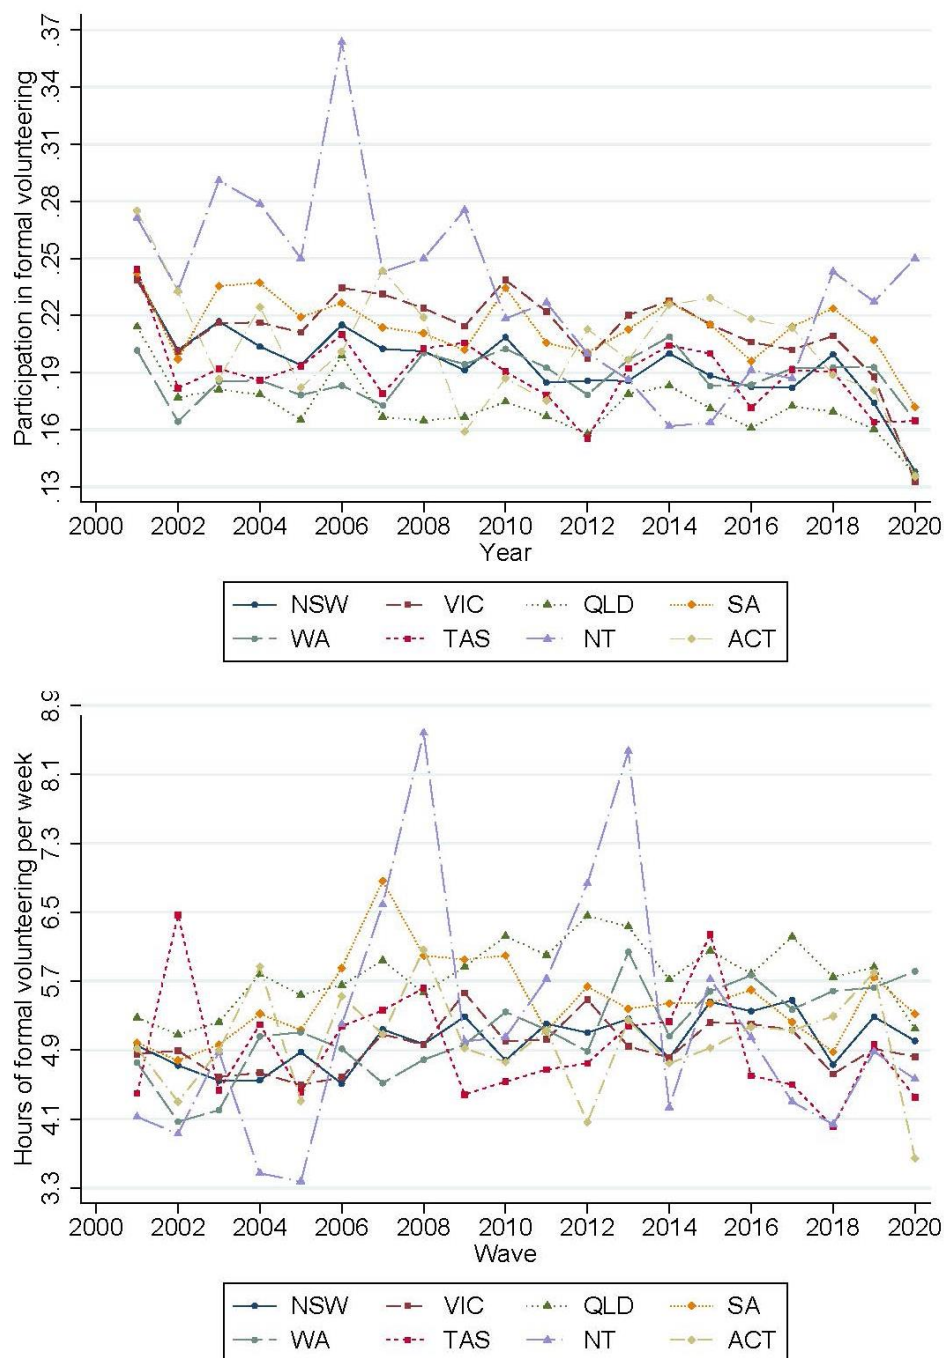 Participation in formal volunteering
.37
.34
.31
.28
.25
.22
.19
.16
.13
2000 2002 2004 2006 2008 2010 2012 2014 2016 2018 2020
Year
NSW VIC QLD SA
WA TAS NT ACT
Hours of formal volunteering per week
8.9
8.1
7.3
6.5
5.7
4.9
4.1
3.3
2000 2002 2004 2006 2008 2010 2012 2014 2016 2018 2020
Wave
NSW VIC QLD SA
WA TAS NT ACT